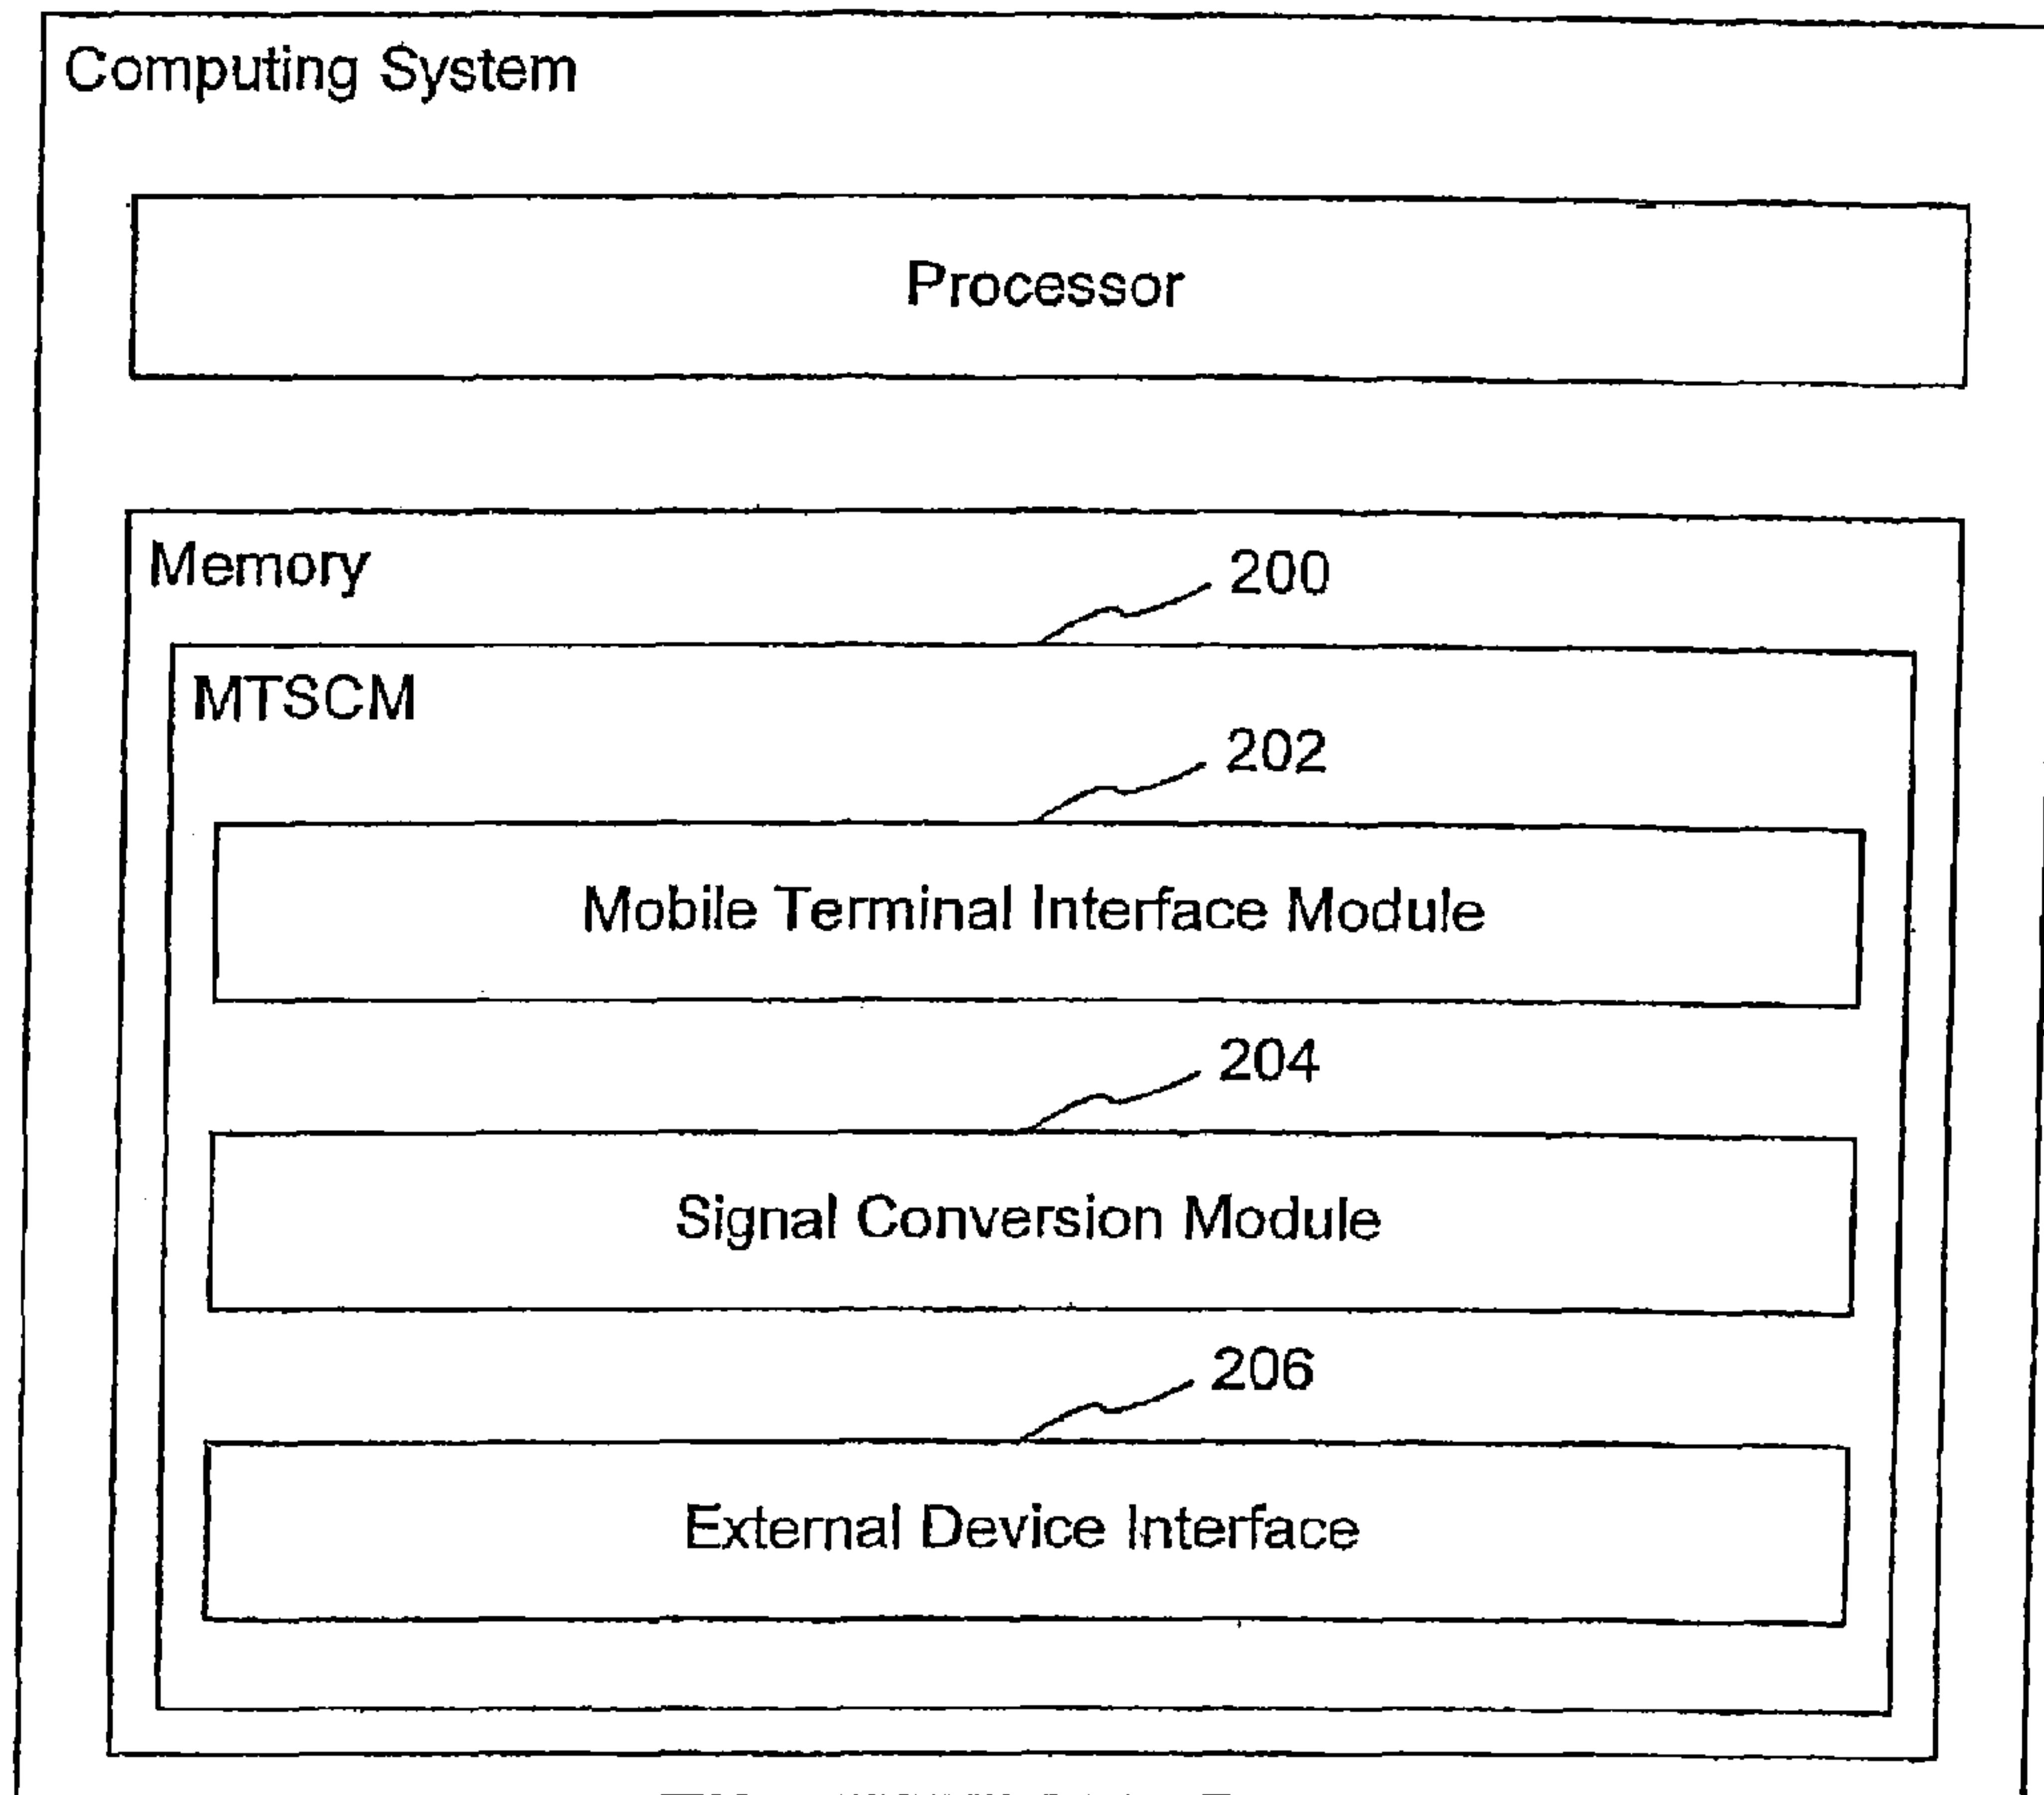 Computing System
Processor
Memory
200
MTSCM
202
Mobile Terminal Interface Module
204
Signal Conversion Module
206
External Device Interface